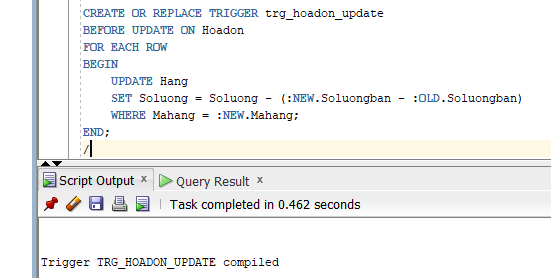 CREATE OR REPLACE TRIGGER trg_hoadon_update
BEFORE UPDATE ON Hoadon
FOR EACH ROW
BEGIN
    UPDATE Hang
    SET Soluong = Soluong - (:NEW.Soluongban - :OLD.Soluongban)
    WHERE Mahang = :NEW.Mahang;
END;
/
Script Output x Query Result x
Task completed in 0.462 seconds
Trigger TRG_HOADON_UPDATE compiled